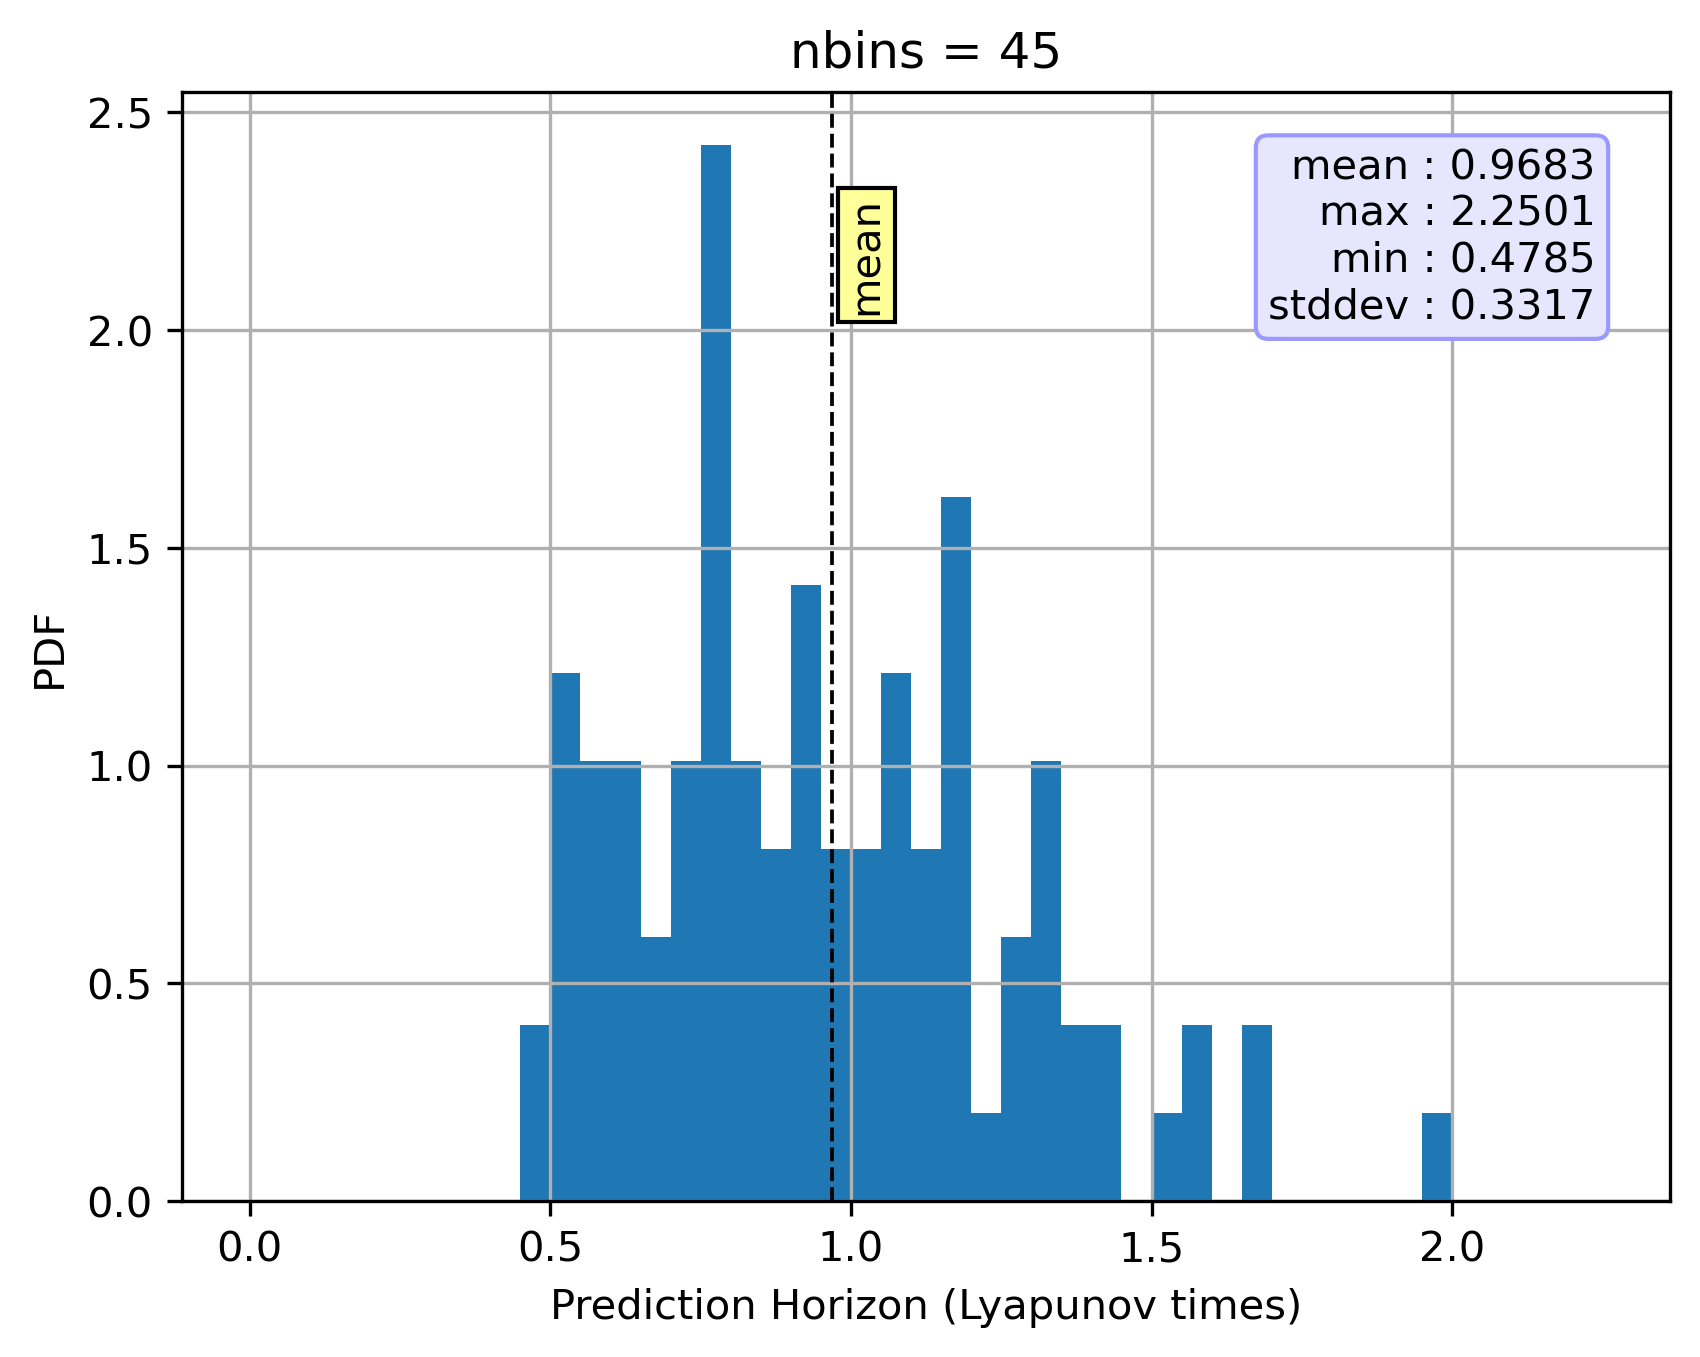 nbins = 45
2.5
2.0
1.5
1.0
0.5
0.0
PDF
mean
mean : 0.9683
max : 2.2501
min : 0.4785
stddev : 0.3317
0.0 0.5 1.0 1.5 2.0
Prediction Horizon (Lyapunov times)